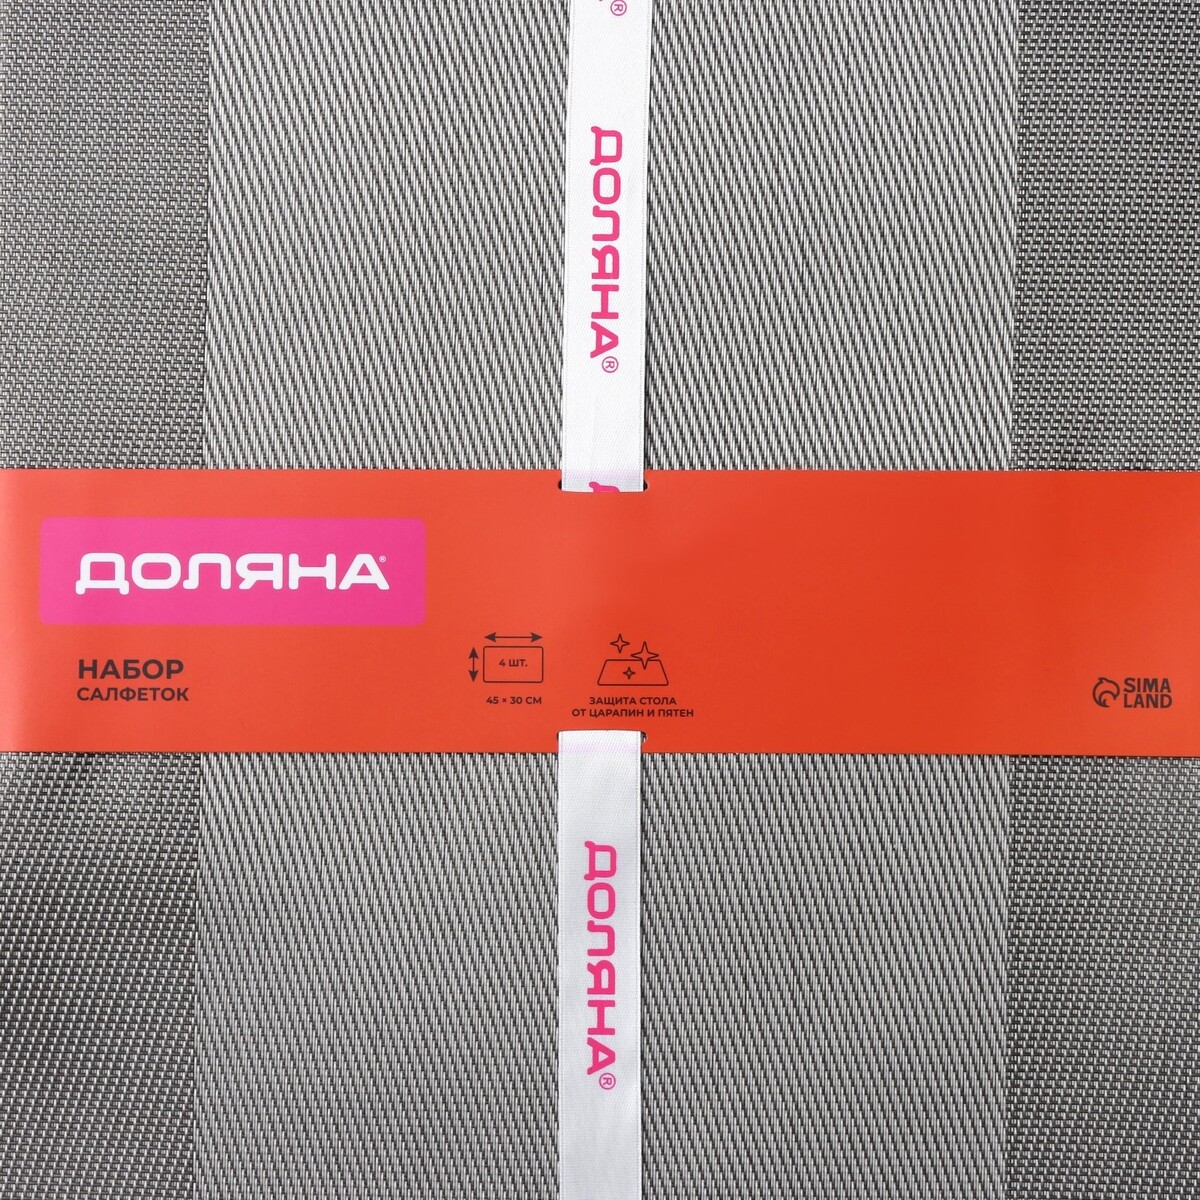 ®
ДОЛЯНА®
Д
ДОЛЯНА®
НАБОР
САЛФЕТОК
4 ШТ.
45 × 30 СМ
ЗАЩИТА СТОЛА
ОТ ЦАРАПИН И ПЯТЕН
SIMA
LAND
ДОЛЯНА®